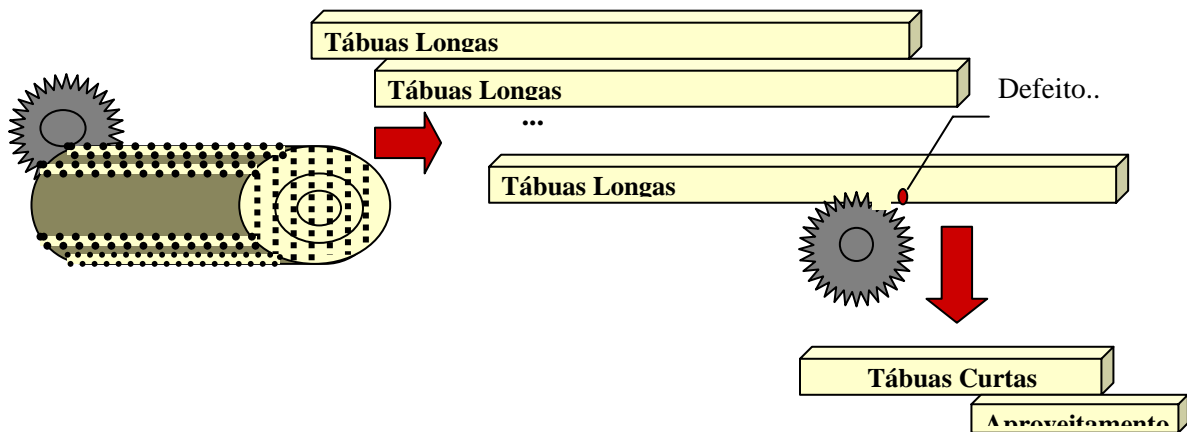 Tábuas Longas
Tábuas Longas
Defeito..
...
Tábuas Longas
Tábuas Curtas
Aproveitamento